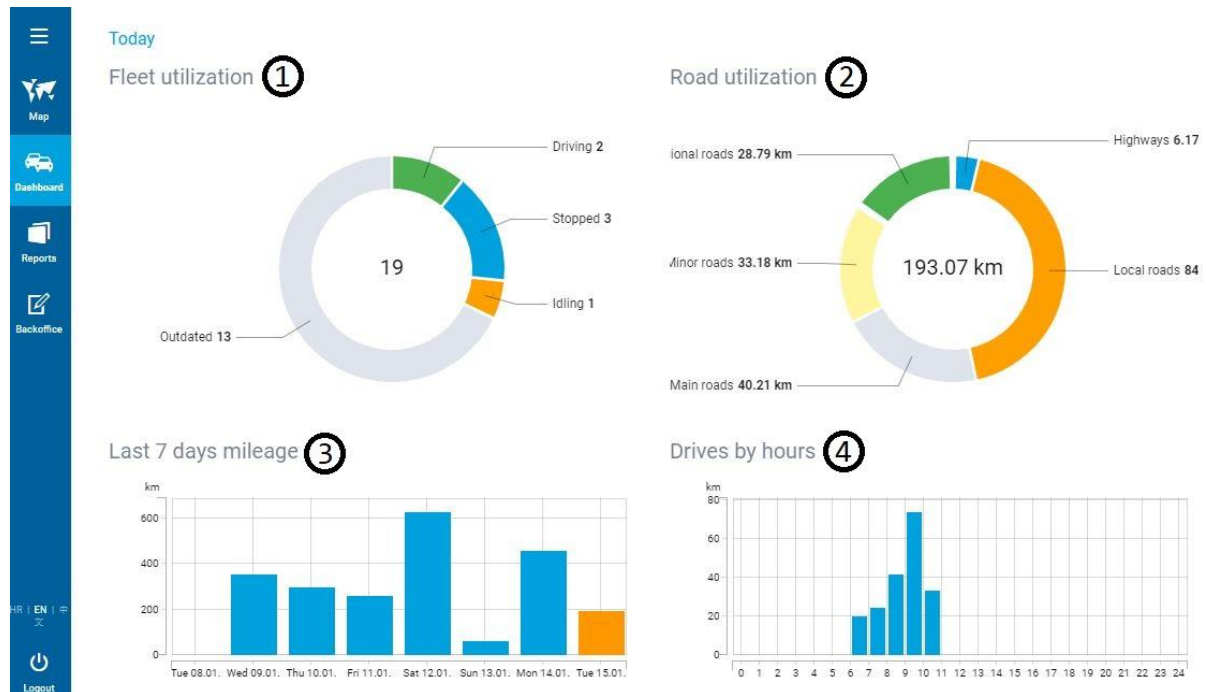 Today
Fleet utilization 1
Road utilization 2
Map
Dashboard
Reports
Backoffice
HR | EN | 中
文
Logout
Driving 2
Stopped 3
Idling 1
Outdated 13
19
ional roads 28.79 km
Highways 6.17
Minor roads 33.18 km
193.07 km
Local roads 84
Main roads 40.21 km
Last 7 days mileage 3
km
600
400
200
0
Tue 08.01. Wed 09.01. Thu 10.01. Fri 11.01. Sat 12.01. Sun 13.01. Mon 14.01. Tue 15.01.
Drives by hours 4
km
80
60
40
20
0
0 1 2 3 4 5 6 7 8 9 10 11 12 13 14 15 16 17 18 19 20 21 22 23 24